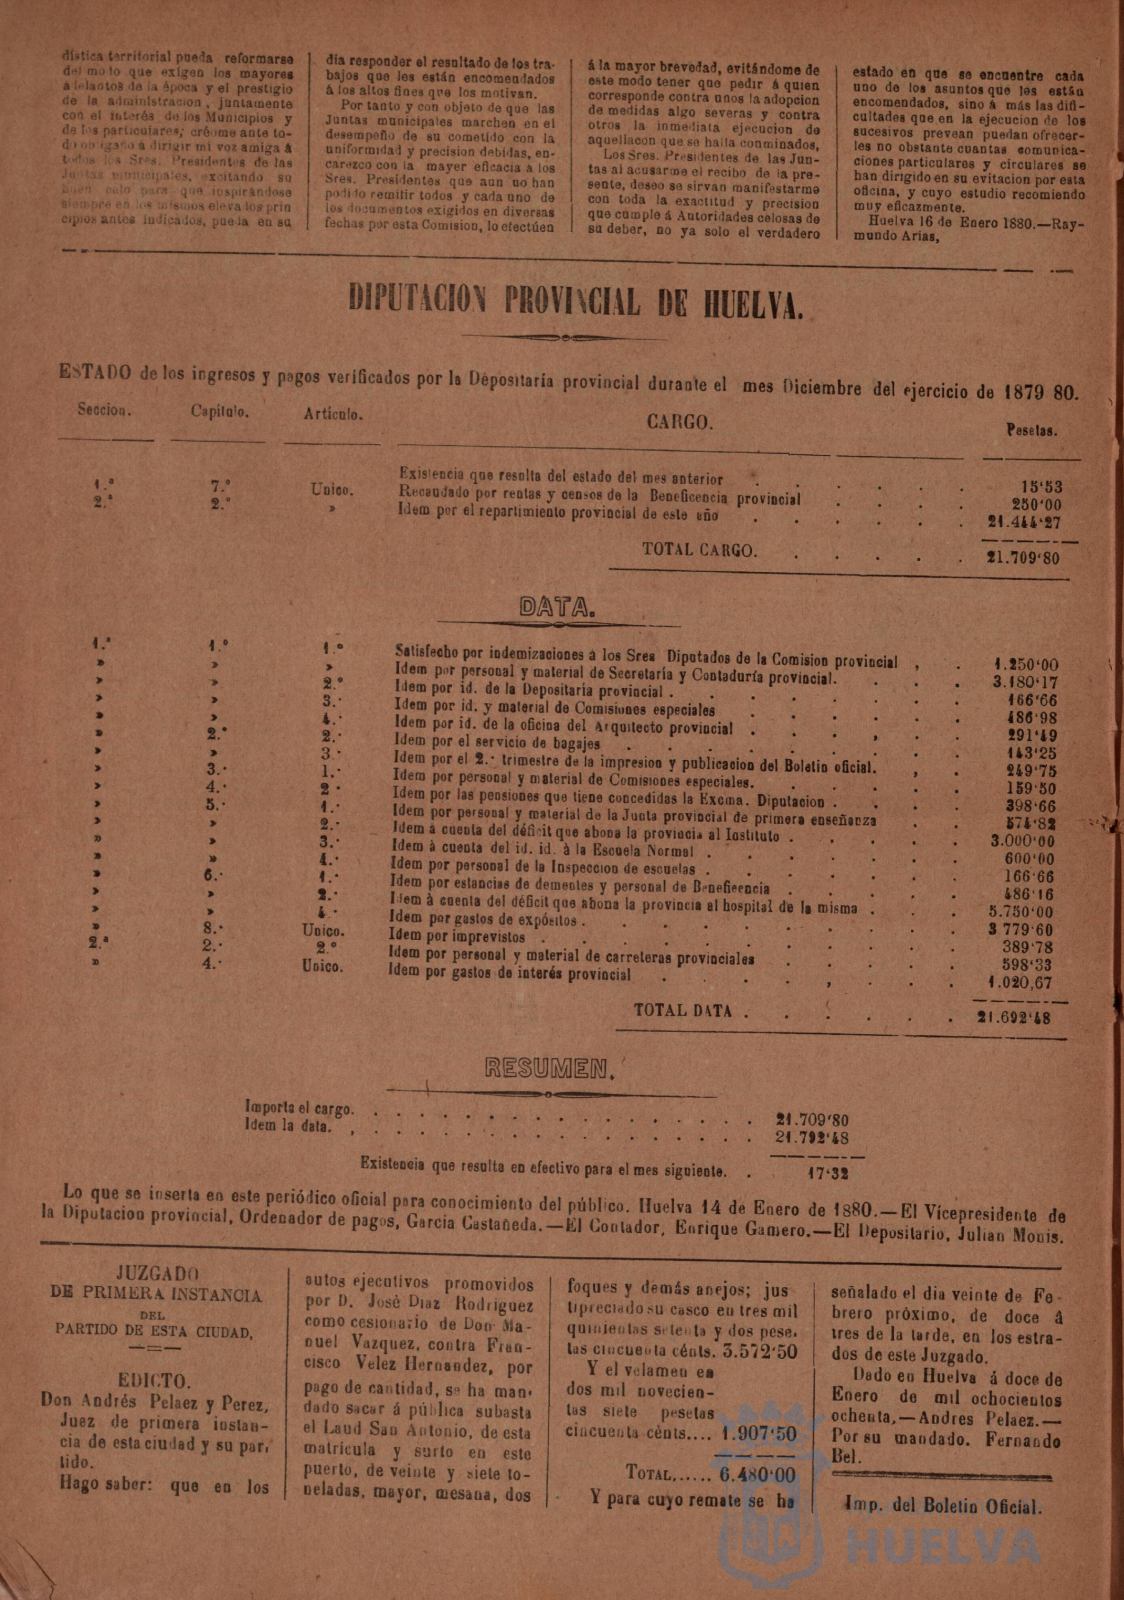 dística territorial pueda reformarse
del modo que exigen los mayores
adelantos de la época y el prestigio
de la administracion, juntamente
con el interés de los Municipios y
de los particulares; créome ante to-
do obligado á dirigir mi voz amiga á
todos los Sres. Presidentes de las
Juntas municipales, excitando su
buen celo para que inspirándose
siempre en los mismos elevalos prin
cipios antes indicados, pueda en su
dia responder el resultado de los tra-
bajos que les están encomendados
á los altos fines que los motivan.
Por tanto y con objeto de que las
Juntas municipales marchen en el
desempeño de su cometido con la
uniformidad y precision debidas, en-
carezco con la mayer eficacia á los
Sres. Presidentes que aun no han
podido remitir todos y cada uno de
los documentos exigidos en diversas
fechas por esta Comision, lo efectúen
á la mayor brevedad, evitándome de
este modo tener que pedir á quien
corresponde contra unos la adopcion
de medidas algo severas y contra
otros la inmediata ejecucion de
aquellacon que se halla conminados,
Los Sres. Presidentes de las Jun-
tas al acusarme el recibo de la pre-
sente, deseo se sirvan manifestarme
con toda la exactitud y precision
que cumple á Autoridades celosas de
su deber, no ya solo el verdadero
estado en que se encuentre cada
uno de los asuntos que les están
encomendados, sino á más las difi-
cultades que en la ejecucion de los
sucesivos prevean puedan ofrecer-
les no obstante cuantas comunica-
ciones particulares y circulares se
han dirigido en su evitacion por esta
oficina, y cuyo estudio recomiendo
muy eficazmente.
Huelva 16 de Enero 1880.—Ray-
mundo Arias,
DIPUTACION PROVINCIAL DE HUELVA.
ESTADO de los ingresos y pagos verificados por la Depositaría provincial durante el mes Diciembre del ejercicio de 1879 80.
Seccion. Capítulo. Artículo. CARGO. Pesetas.
Existencia que resulta del estado del mes anterior . . . . . 15'53
1.ª 7.º Unico. Recaudado por rentas y censos de la Beneficencia provincial . . . . 250'00
2.ª 2.º » Idem por el repartimiento provincial de este año . . . . . 21.444'27
TOTAL CARGO. . . . . . 21.709'80
DATA.
1.ª 1.º 1.º Satisfecho por indemizaciones á los Sres Diputados de la Comision provincial , . 1.250'00
» » » Idem por personal y material de Secretaría y Contaduría provincial. . . . 3.180'17
» » 2.º Idem por id. de la Depositaría provincial . . . . . . 166'66
» » 3.· Idem por id. y material de Comisiones especiales . . . . . 486'98
» » 4.· Idem por id. de la oficina del Arquitecto provincial . . . , . 291'49
» 2.º 2.· Idem por el servicio de bagajes . . . . . . 143'25
» » 3.· Idem por el 2.· trimestre de la impresion y publicacion del Boletin oficial. , . 249'75
» 3.· 1.· Idem por personal y material de Comisiones especiales. . . . . 159'50
» 4.· 2· Idem por las pensiones que tiene concedidas la Excma. Diputacion . . . . 398'66
» 5.· 1.· Idem por personal y material de la Junta provincial de primera enseñanza . . 574'82
» » 2.· Idem á cuenta del déficit que abona la provincia al Instituto . . . . . 3.000'00
» » 3.· Idem á cuenta del id. id. á la Escuela Normal . . . . . 600'00
» » 4.· Idem por personal de la Inspeccion de escuelas . . . . . 166'66
» 6.· 1.· Idem por estancias de dementes y personal de Beneficencia . . . . 486'16
» » 2.· Idem á cuenta del déficit que abona la provincia al hospital de la misma . . . 5.750'00
» » 4.· Idem por gastos de expósitos . . . . . . 3 779'60
» 8.· Unico. Idem por imprevistos . . . . . . 389'78
2.ª 2.· 2.º Idem por personal y material de carreteras provinciales . . . . 598'33
» 4.· Unico. Idem por gastos de interés provincial . . . , . . 1.020,67
TOTAL DATA . . . . . . 21.692'48
RESUMEN.
Importa el cargo. . . . . . . . . . . 21.709'80
Idem la data. , . . . . . . . . . . 21.792'48
Existencia que resulta en efectivo para el mes siguiente. . . 17'32
Lo que se inserta en este periódico oficial para conocimiento del público. Huelva 14 de Enero de 1880.—El Vicepresidente de
la Diputacion provincial, Ordenador de pagos, Garcia Castañeda.—El Contador, Enrique Gamero.—El Depositario, Julian Monis.
JUZGADO
DE PRIMERA INSTANCIA
DEL
PARTIDO DE ESTA CIUDAD,
EDICTO.
Don Andrés Pelaez y Perez,
Juez de primera instan-
cia de esta ciudad y su par,
tido.
Hago saber: que en los
autos ejecutivos promovidos
por D. José Diaz Rodriguez
como cesionario de Don Ma-
nuel Vazquez, contra Fran-
cisco Velez Hernandez, por
pago de cantidad, se ha man-
dado sacar á pública subasta
el Laud San Antonio, de esta
matrícula y surto en este
puerto, de veinte y siete to-
neladas, mayor, mesana, dos
foques y demás anejos; jus
tipreciado su casco en tres mil
quinientas setenta y dos pese.
tas cincuenta cénts. 3.572'50
Y el velamen en
dos mil novecien-
tas siete pesetas
cincuenta cénts.... 1.907'50
TOTAL,..... 6.480'00
Y para cuyo remate se ha
señalado el dia veinte de Fe-
brero próximo, de doce á
tres de la tarde, en los estra-
dos de este Juzgado.
Dado en Huelva á doce de
Enero de mil ochocientos
ochenta,—Andres Pelaez.—
Por su mandado. Fernando
Bel.
Imp. del Boletin Oficial.
HUELVA